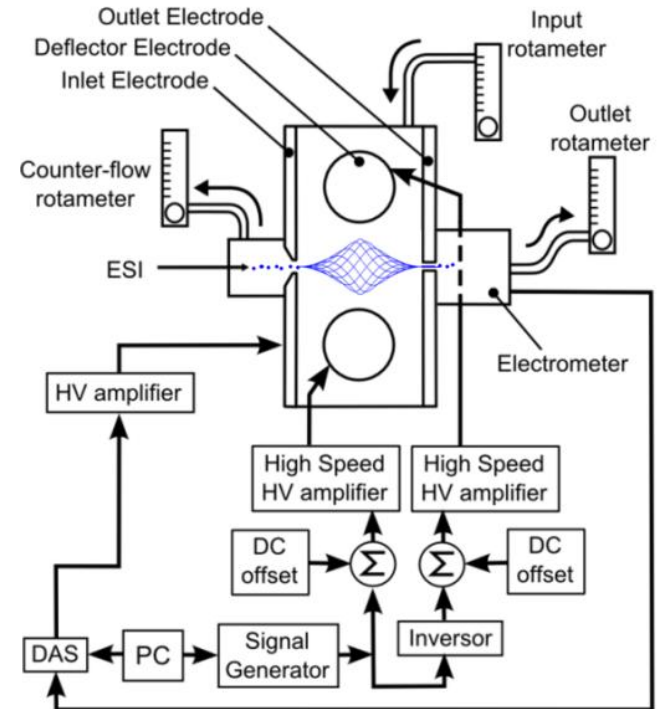 Outlet Electrode
Deflector Electrode
Inlet Electrode
Input
rotameter
Outlet
rotameter
Counter-flow
rotameter
ESI
Electrometer
HV amplifier
High Speed
HV amplifier
High Speed
HV amplifier
DC
offset
Σ
Σ
DC
offset
DAS
PC
Signal
Generator
Inversor